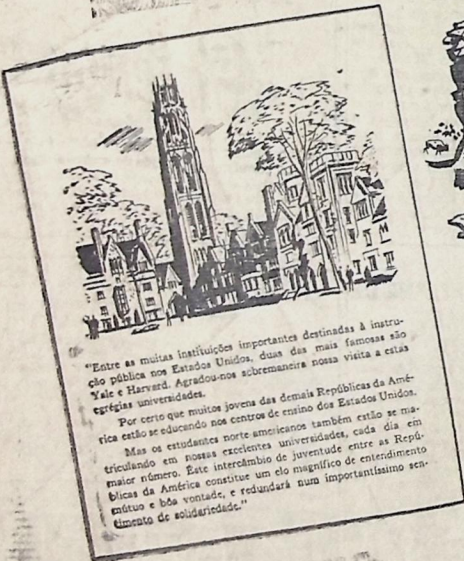 "Entre as muitas instituições importantes destinadas à instru-
ção pública nos Estados Unidos, duas das mais famosas são
Yale e Harvard. Agradou-nos sobremaneira nossa visita a estas
egrégias universidades.
Por certo que muitos jovens das demais Repúblicas da Amé-
rica estão se educando nos centros de ensino dos Estados Unidos.
Mas os estudantes norte-americanos também estão se ma-
triculando em nossas excelentes universidades, cada dia em
maior número. Êste intercâmbio de juventude entre as Repú-
blicas da América constitue um elo magnífico de entendimento
mútuo e bôa vontade, e redundará num importantíssimo sen-
timento de solidariedade."